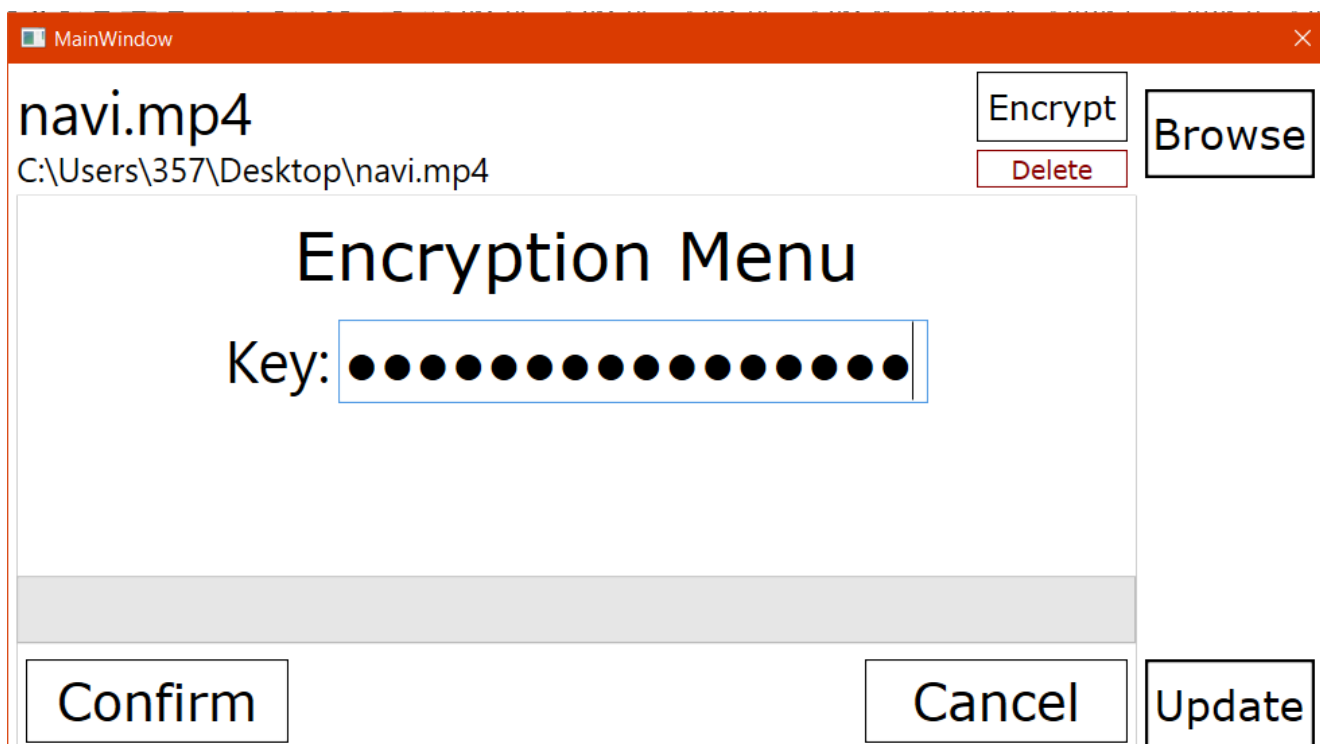 MainWindow
navi.mp4
C:\Users\357\Desktop\navi.mp4
Encrypt
Delete
Browse
Encryption Menu
Key: ●●●●●●●●●●●●●●●●
Confirm
Cancel
Update